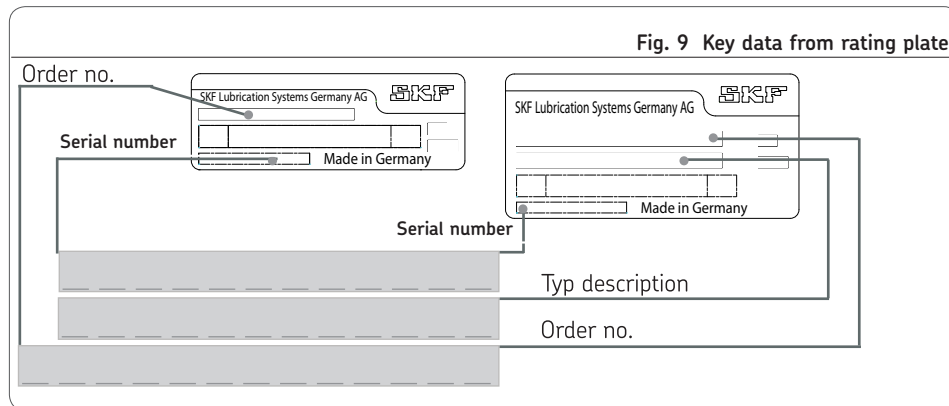 Fig. 9 Key data from rating plate
Order no.
SKF Lubrication Systems Germany AG
SKF
Serial number
Made in Germany
SKF Lubrication Systems Germany AG
SKF
Made in Germany
Serial number
Typ description
Order no.